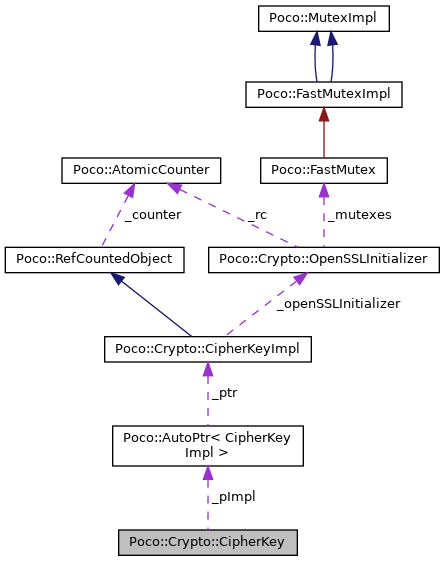 Poco::MutexImpl
Poco::FastMutexImpl
Poco::AtomicCounter
Poco::FastMutex
_counter
_rc
_mutexes
Poco::RefCountedObject
Poco::Crypto::OpenSSLInitializer
_openSSLInitializer
Poco::Crypto::CipherKeyImpl
_ptr
Poco::AutoPtr< CipherKey
Impl >
_pImpl
Poco::Crypto::CipherKey